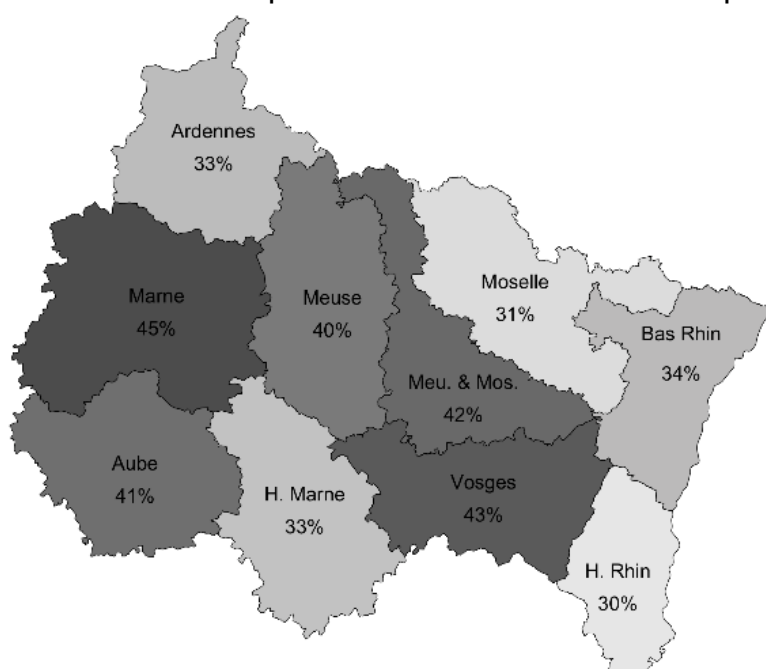 Ardennes
33%
Marne
45%
Meuse
40%
Moselle
31%
Bas Rhin
34%
Meu. & Mos.
42%
Aube
41%
H. Marne
33%
Vosges
43%
H. Rhin
30%